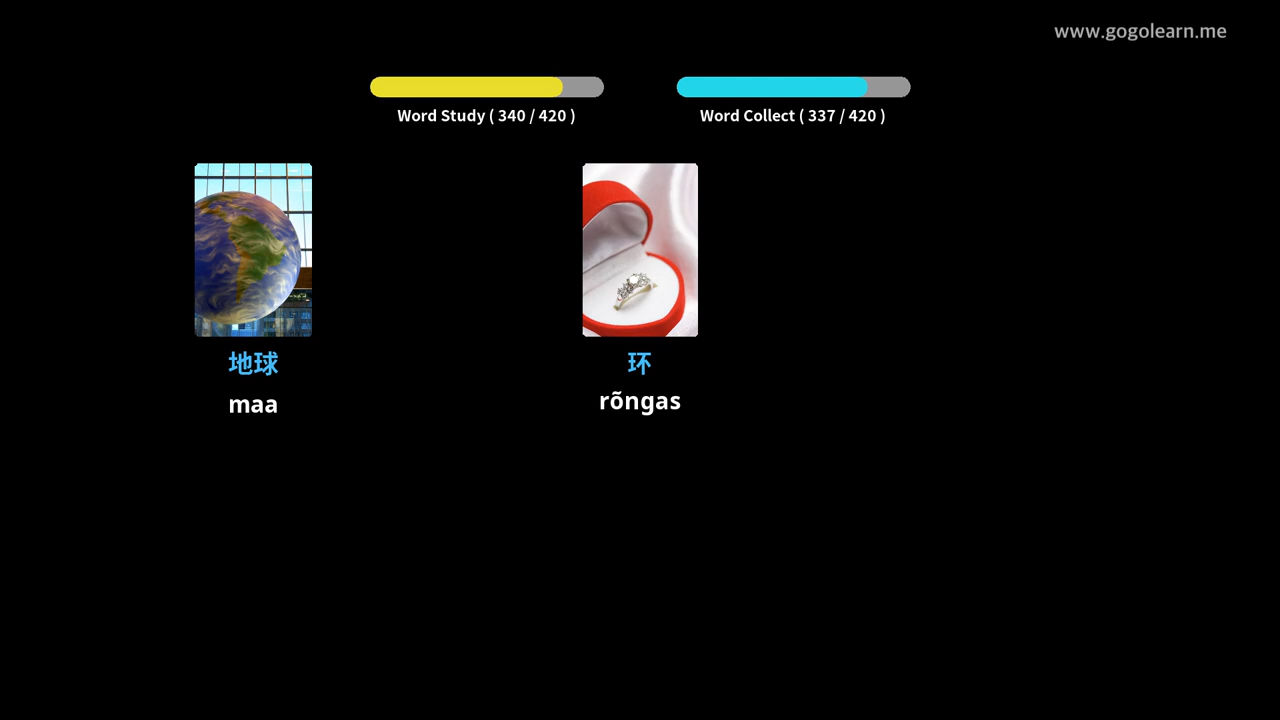 www.gogolearn.me
Word Study ( 340 / 420 )
Word Collect ( 337 / 420 )
地球
maa
环
rõngas